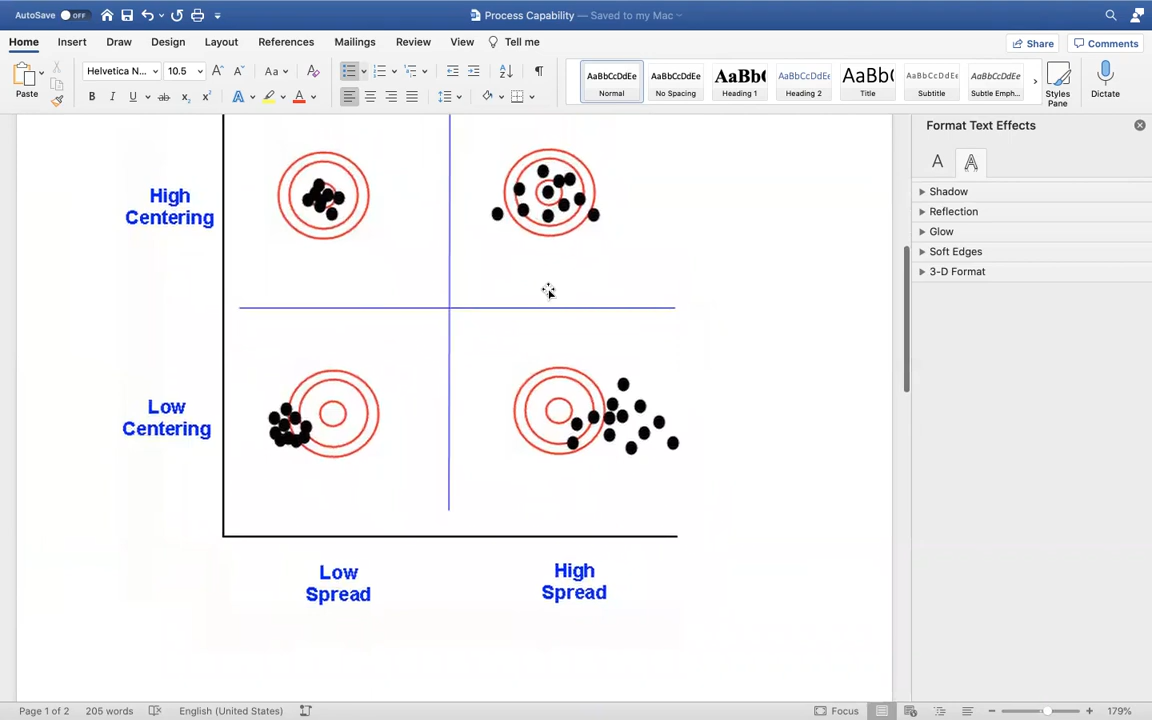 AutoSave OFF
Process Capability — Saved to my Mac
Home Insert Draw Design Layout References Mailings Review View Tell me
Share Comments
Paste
Helvetica N... 10.5
B I U ab x₂ x² A A
AaBbCcDdEe Normal
AaBbCcDdEe No Spacing
AaBb( Heading 1
AaBbCcDdEe Heading 2
AaBb( Title
AaBbCcDdEe Subtitle
AaBbCcDdEe Subtle Emph...
Styles
Pane
Dictate
Format Text Effects
Shadow
Reflection
Glow
Soft Edges
3-D Format
High
Centering
Low
Centering
Low
Spread
High
Spread
Page 1 of 2 205 words English (United States) Focus 179%